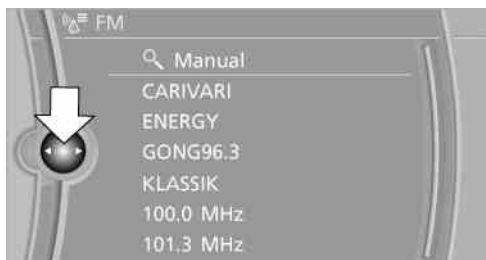 FM
Manual
CARIVARI
ENERGY
GONG96.3
KLASSIK
100.0 MHz
101.3 MHz